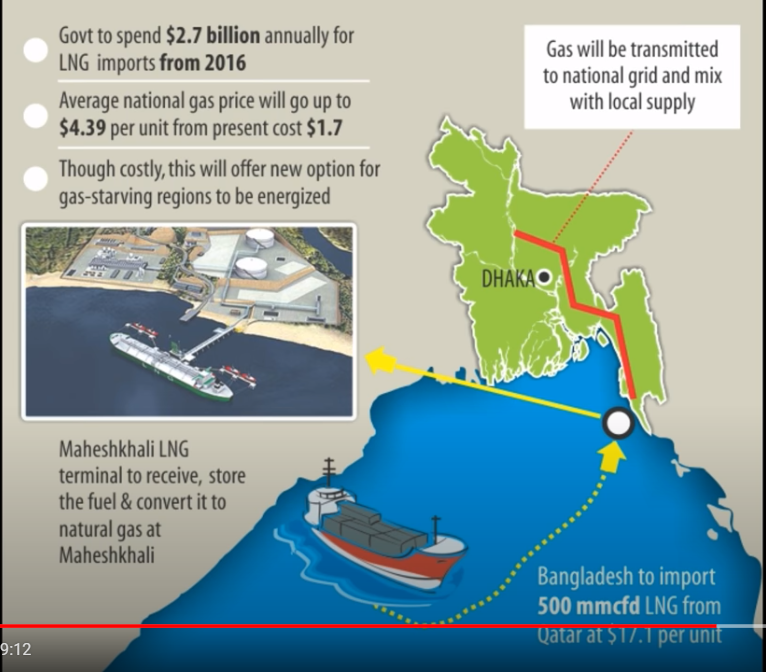 Govt to spend $2.7 billion annually for
LNG imports from 2016
Average national gas price will go up to
$4.39 per unit from present cost $1.7
Though costly, this will offer new option for
gas-starving regions to be energized
Gas will be transmitted
to national grid and mix
with local supply
DHAKA
Maheshkhali LNG
terminal to receive, store
the fuel & convert it to
natural gas at
Maheshkhali
Bangladesh to import
500 mmcfd LNG from
Qatar at $17.1 per unit
9:12